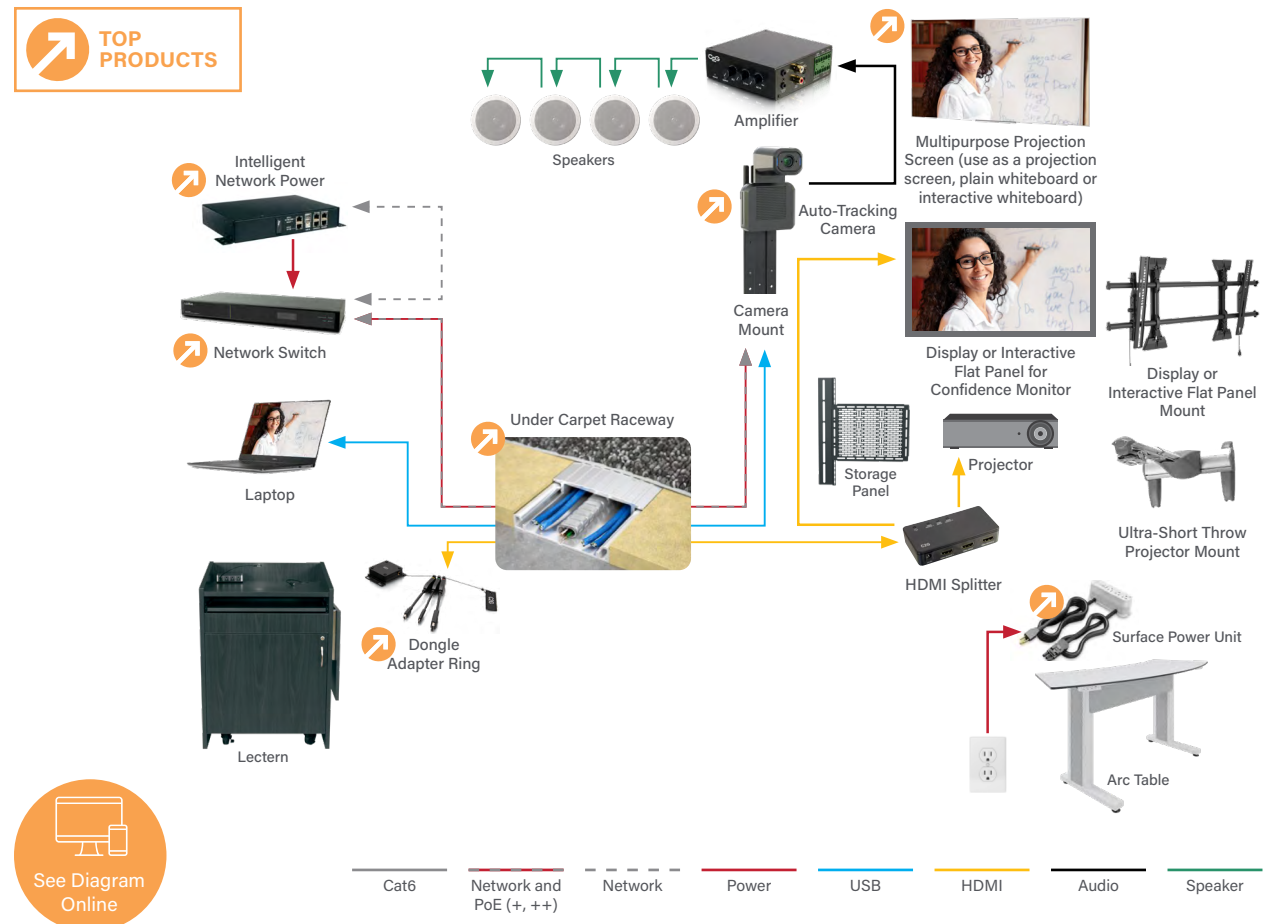 TOP
PRODUCTS
Amplifier
Speakers
Multipurpose Projection
Screen (use as a projection
screen, plain whiteboard or
interactive whiteboard)
Intelligent
Network Power
Auto-Tracking
Camera
Network Switch
Camera
Mount
Display or Interactive
Flat Panel for
Confidence Monitor
Display or
Interactive Flat Panel
Mount
Under Carpet Raceway
Laptop
Storage
Panel
Projector
Ultra-Short Throw
Projector Mount
HDMI Splitter
Dongle
Adapter Ring
Surface Power Unit
Lectern
Arc Table
See Diagram
Online
Cat6
Network and
PoE (+, ++)
Network
Power
USB
HDMI
Audio
Speaker